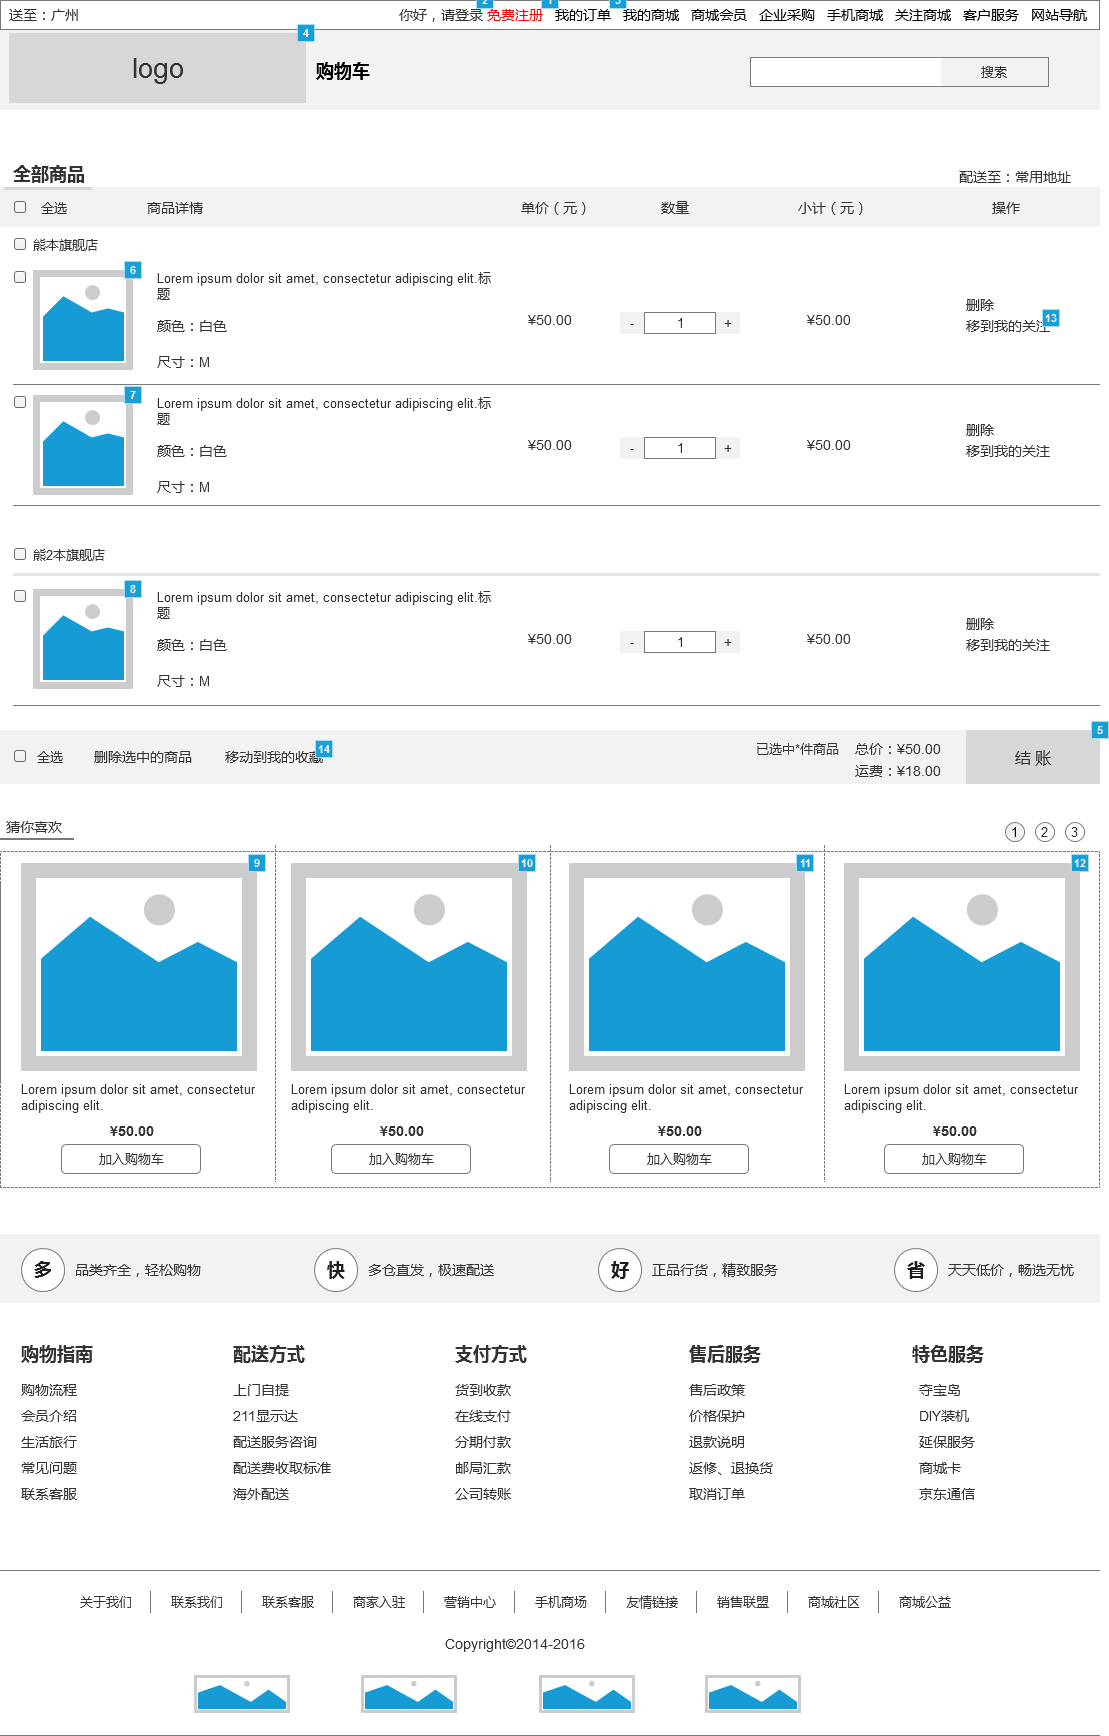 送至：广州
你好，请登录 免费注册 我的订单 我的商城 商城会员 企业采购 手机商城 关注商城 客户服务 网站导航
2 1 3
4
logo
购物车
搜索
全部商品
配送至：常用地址
全选 商品详情 单价（元） 数量 小计（元） 操作
熊本旗舰店
6
Lorem ipsum dolor sit amet, consectetur adipiscing elit.标
题
颜色：白色
尺寸：M
¥50.00
- 1 +
¥50.00
删除
移到我的关注
13
7
Lorem ipsum dolor sit amet, consectetur adipiscing elit.标
题
颜色：白色
尺寸：M
¥50.00
- 1 +
¥50.00
删除
移到我的关注
熊2本旗舰店
8
Lorem ipsum dolor sit amet, consectetur adipiscing elit.标
题
颜色：白色
尺寸：M
¥50.00
- 1 +
¥50.00
删除
移到我的关注
全选 删除选中的商品 移动到我的收藏
14
已选中*件商品 总价：¥50.00
运费：¥18.00
结 账
5
猜你喜欢
1 2 3
9 10 11 12
Lorem ipsum dolor sit amet, consectetur
adipiscing elit.
¥50.00
加入购物车
Lorem ipsum dolor sit amet, consectetur
adipiscing elit.
¥50.00
加入购物车
Lorem ipsum dolor sit amet, consectetur
adipiscing elit.
¥50.00
加入购物车
Lorem ipsum dolor sit amet, consectetur
adipiscing elit.
¥50.00
加入购物车
多 品类齐全，轻松购物
快 多仓直发，极速配送
好 正品行货，精致服务
省 天天低价，畅选无忧
购物指南
购物流程
会员介绍
生活旅行
常见问题
联系客服
配送方式
上门自提
211显示达
配送服务咨询
配送费收取标准
海外配送
支付方式
货到收款
在线支付
分期付款
邮局汇款
公司转账
售后服务
售后政策
价格保护
退款说明
返修、退换货
取消订单
特色服务
夺宝岛
DIY装机
延保服务
商城卡
京东通信
关于我们 联系我们 联系客服 商家入驻 营销中心 手机商场 友情链接 销售联盟 商城社区 商城公益
Copyright©2014-2016